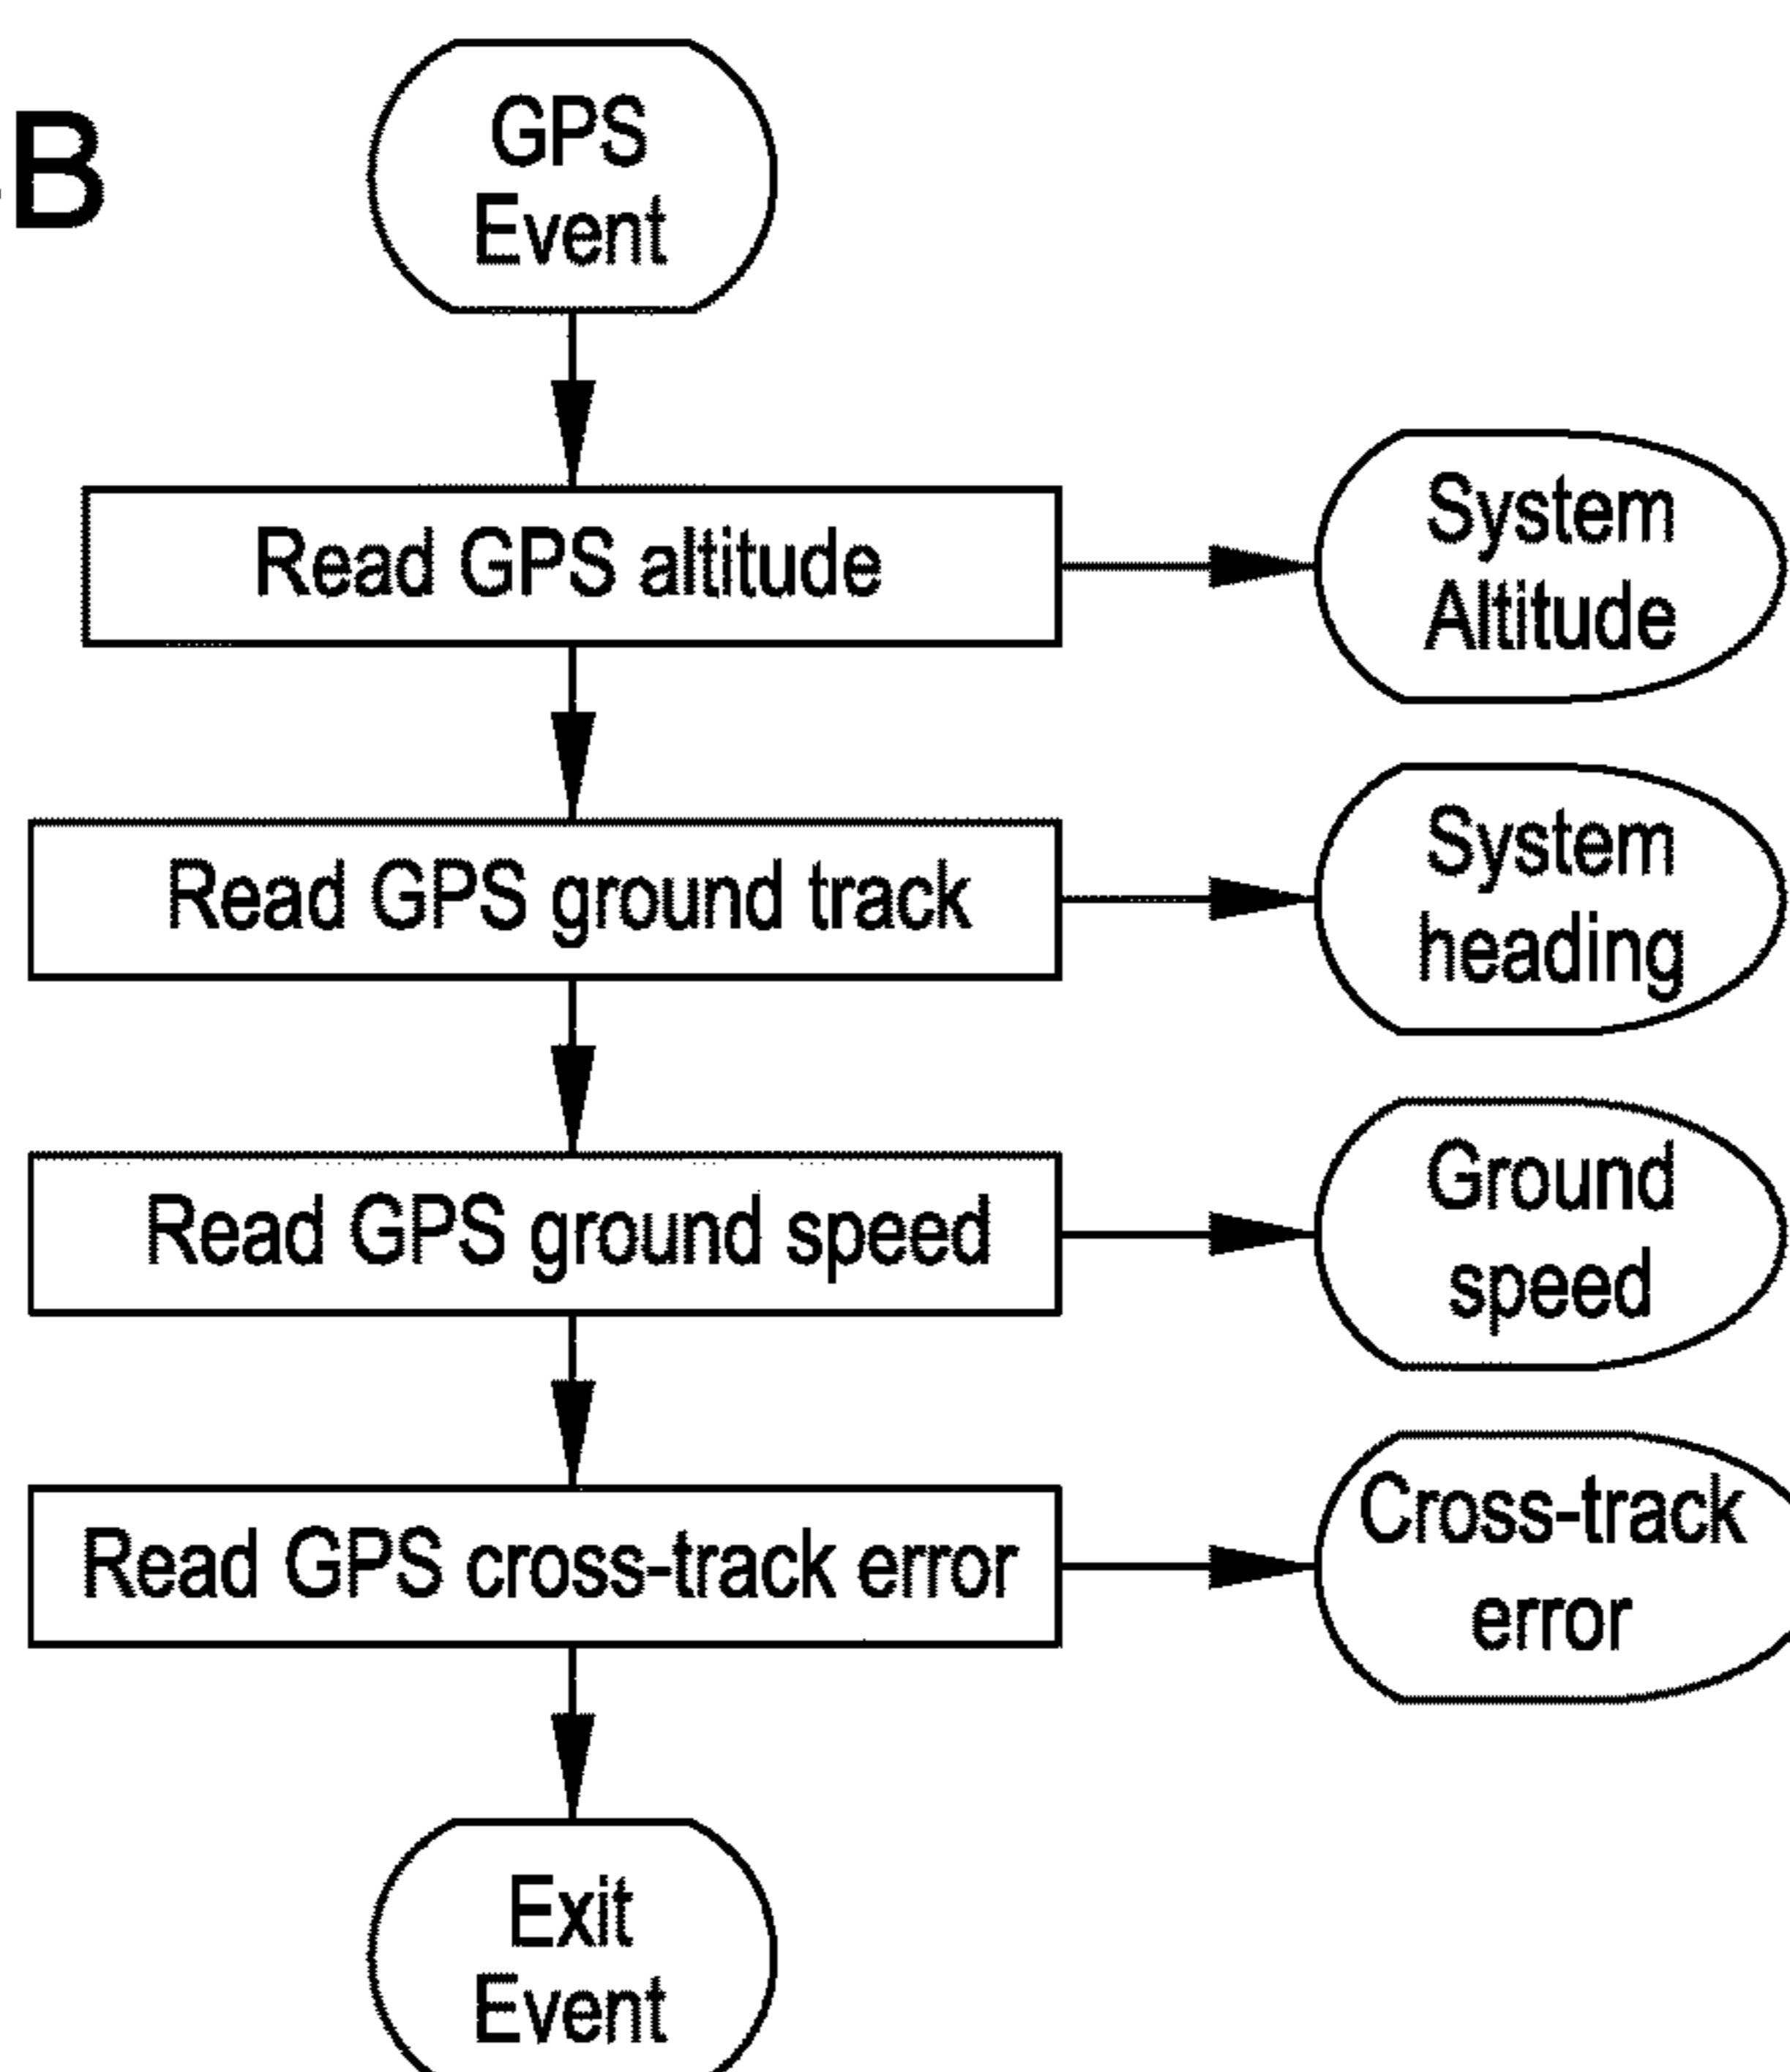 B
GPS
Event
Read GPS altitude
System
Altitude
Read GPS ground track
System
heading
Read GPS ground speed
Ground
speed
Read GPS cross-track error
Cross-track
error
Exit
Event